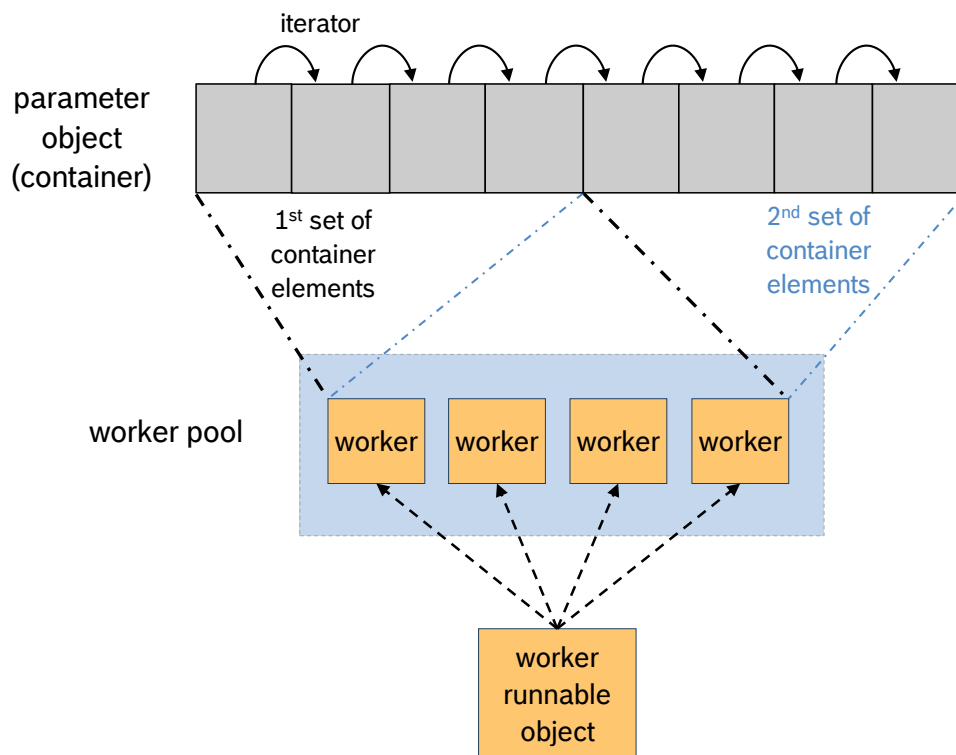 iterator
parameter
object
(container)
1st set of
container
elements
2nd set of
container
elements
worker pool
worker
worker
worker
worker
worker
runnable
object